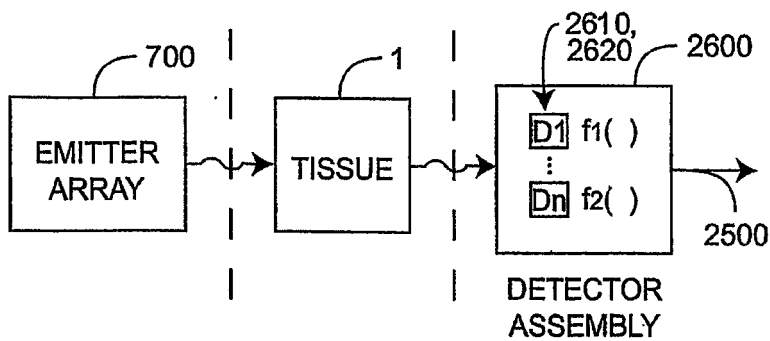 700
1
2610,
2620
2600
EMITTER
ARRAY
TISSUE
D1 f1( )
⋮
Dn f2( )
2500
DETECTOR
ASSEMBLY